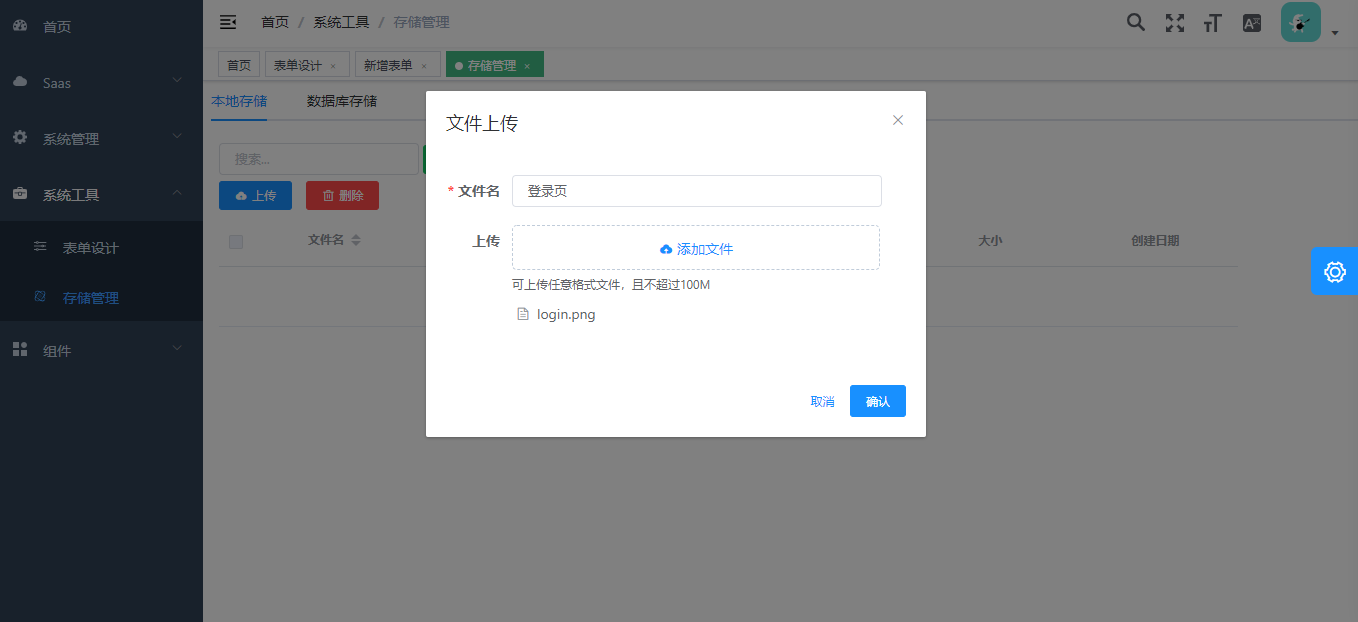 首页
Saas
系统管理
系统工具
表单设计
存储管理
组件
首页 / 系统工具 / 存储管理
首页 表单设计 × 新增表单 × 存储管理 ×
本地存储 数据库存储
搜索...
上传 删除
文件名 大小 创建日期
文件上传
* 文件名 登录页
上传 添加文件
可上传任意格式文件，且不超过100M
login.png
取消 确认